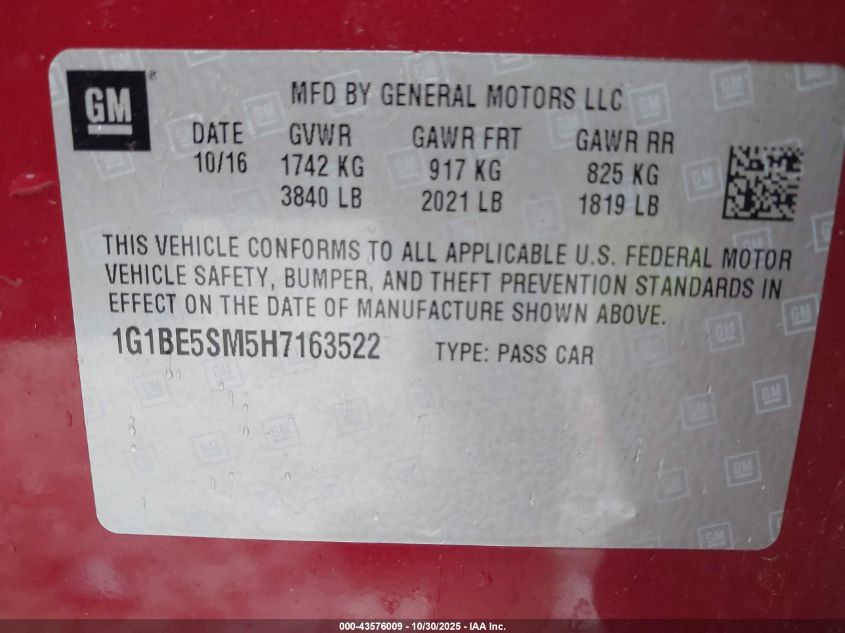 GM ®
MFD BY GENERAL MOTORS LLC
DATE GVWR GAWR FRT GAWR RR
10/16 1742 KG 917 KG 825 KG
3840 LB 2021 LB 1819 LB
THIS VEHICLE CONFORMS TO ALL APPLICABLE U.S. FEDERAL MOTOR
VEHICLE SAFETY, BUMPER, AND THEFT PREVENTION STANDARDS IN
EFFECT ON THE DATE OF MANUFACTURE SHOWN ABOVE.
1G1BE5SM5H7163522 TYPE: PASS CAR
000-43576009 - 10/30/2025 - IAA Inc.